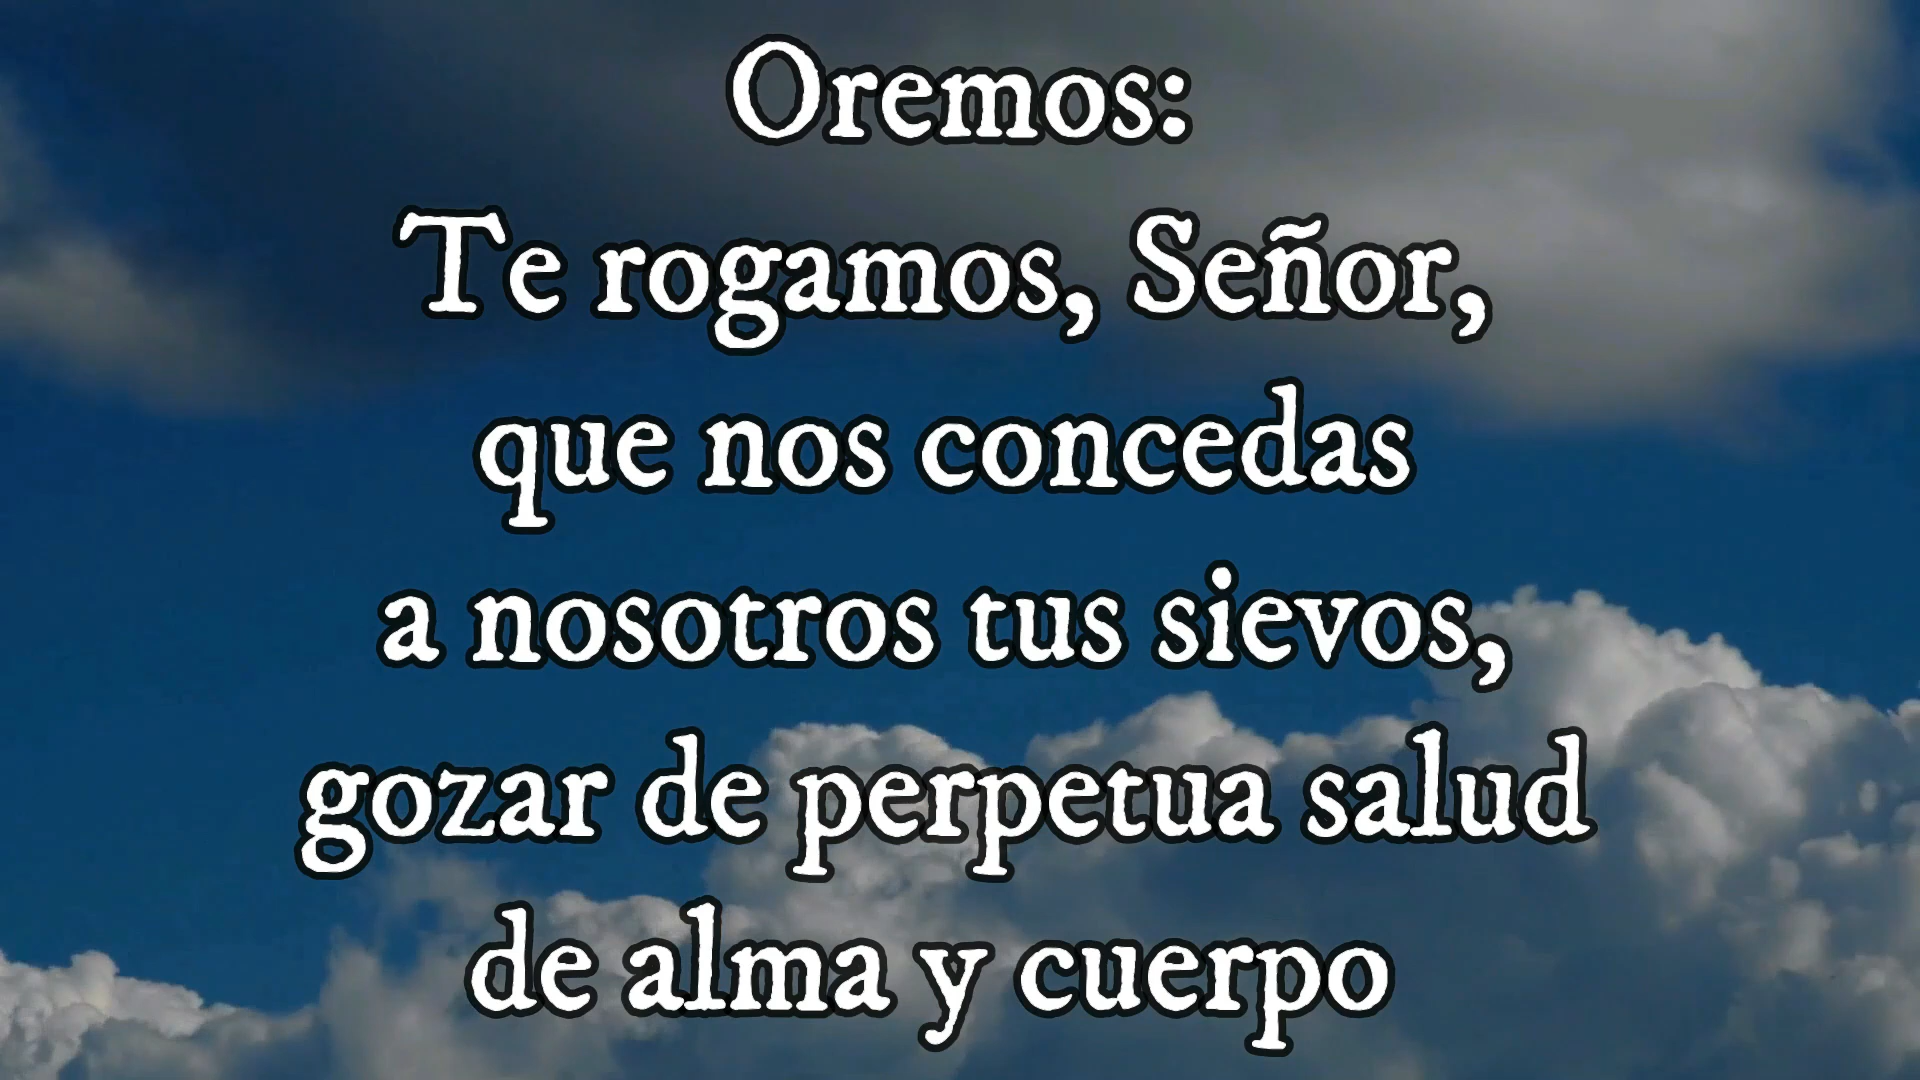 Oremos:
Te rogamos, Señor,
que nos concedas
a nosotros tus sievos,
gozar de perpetua salud
de alma y cuerpo